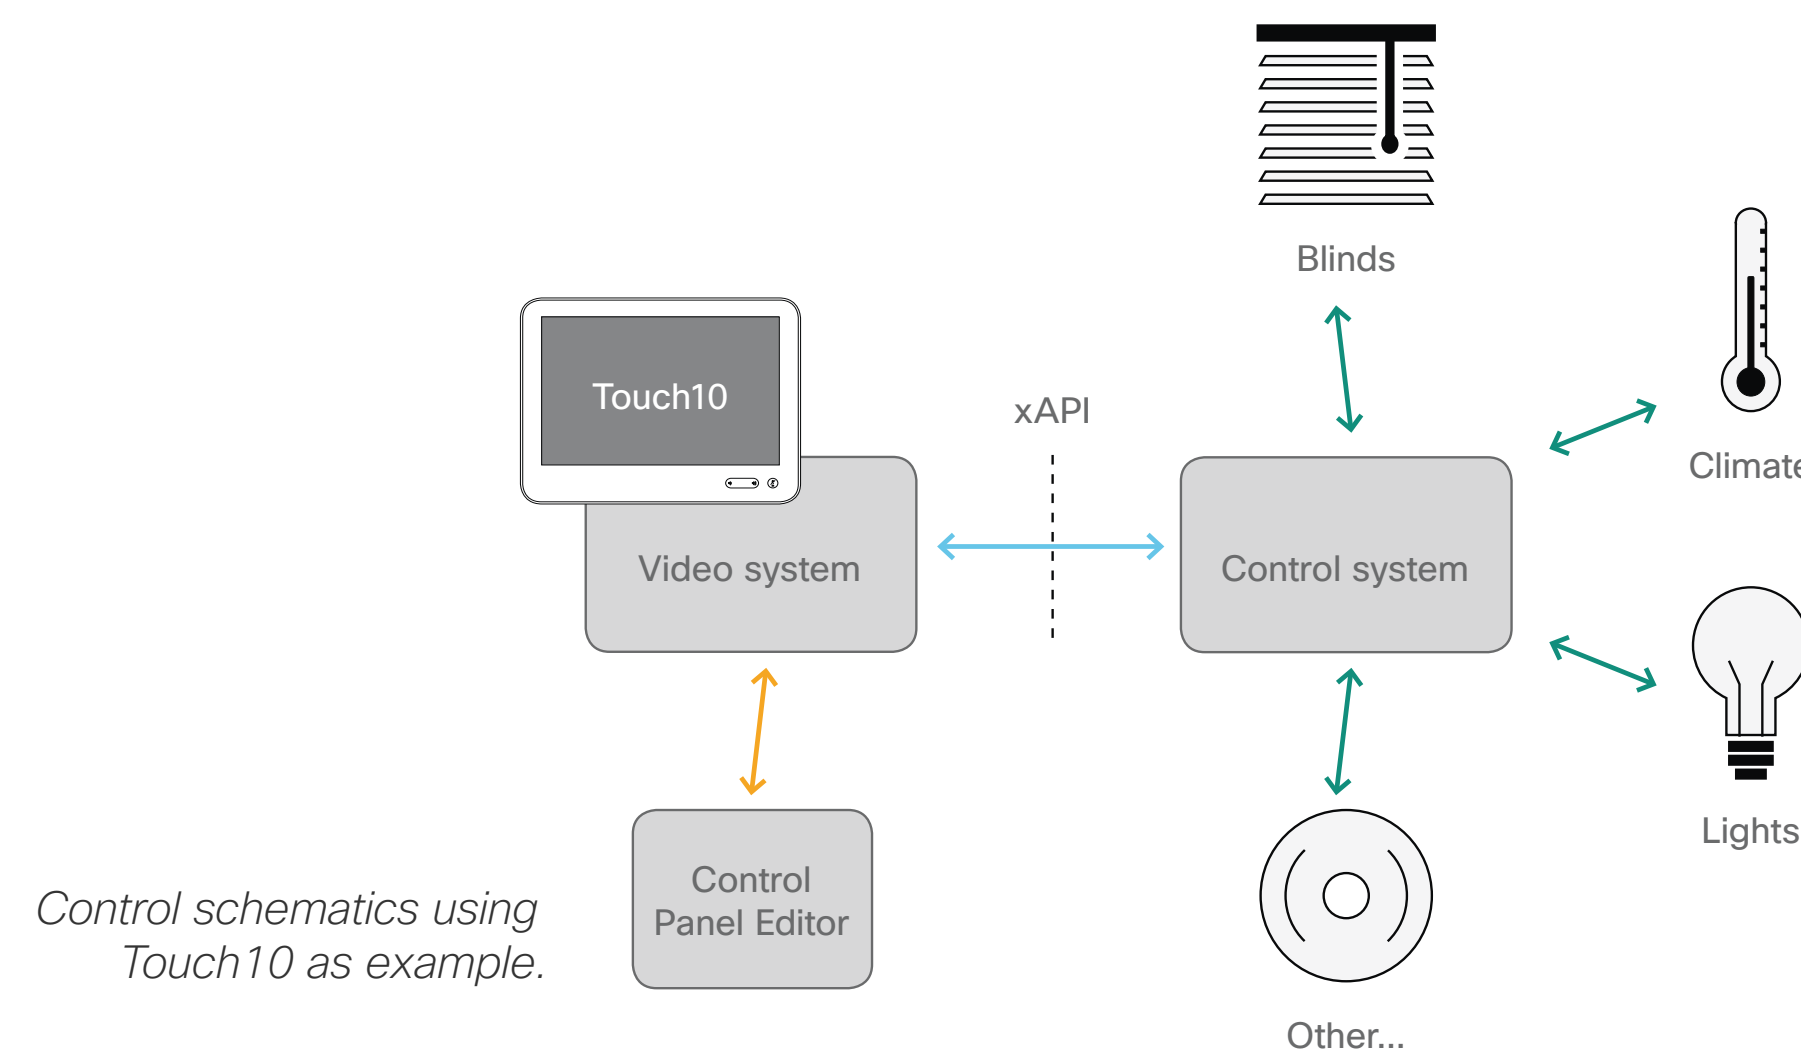 Blinds
Touch10
xAPI
Climate
Video system
Control system
Lights
Control
Panel Editor
Control schematics using
Touch10 as example.
Other...